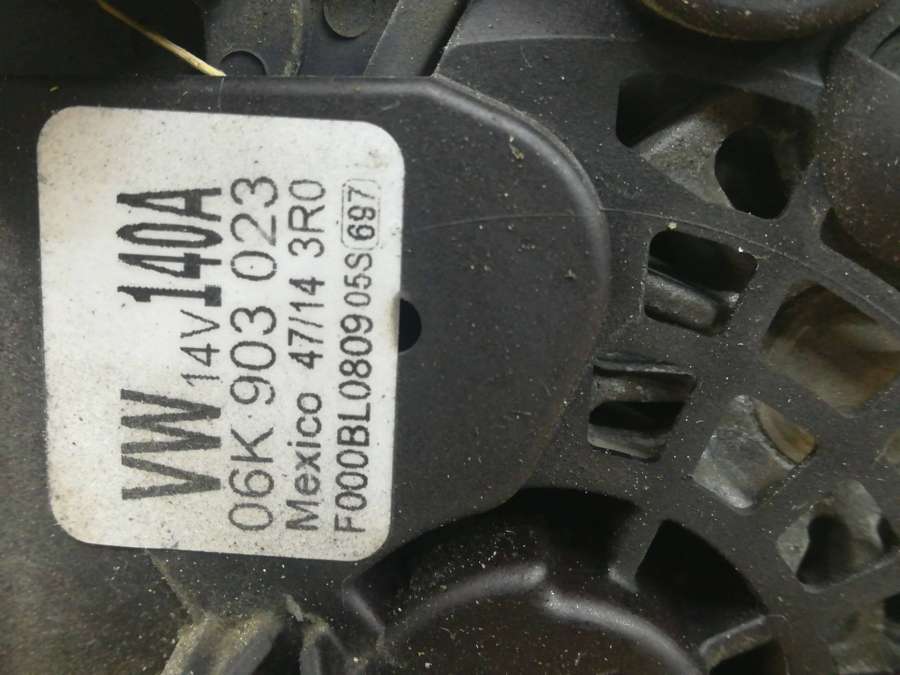 VW 14V 140A
06K 903 023
Mexico 47/14 3R0
F000BL0809 05S 697